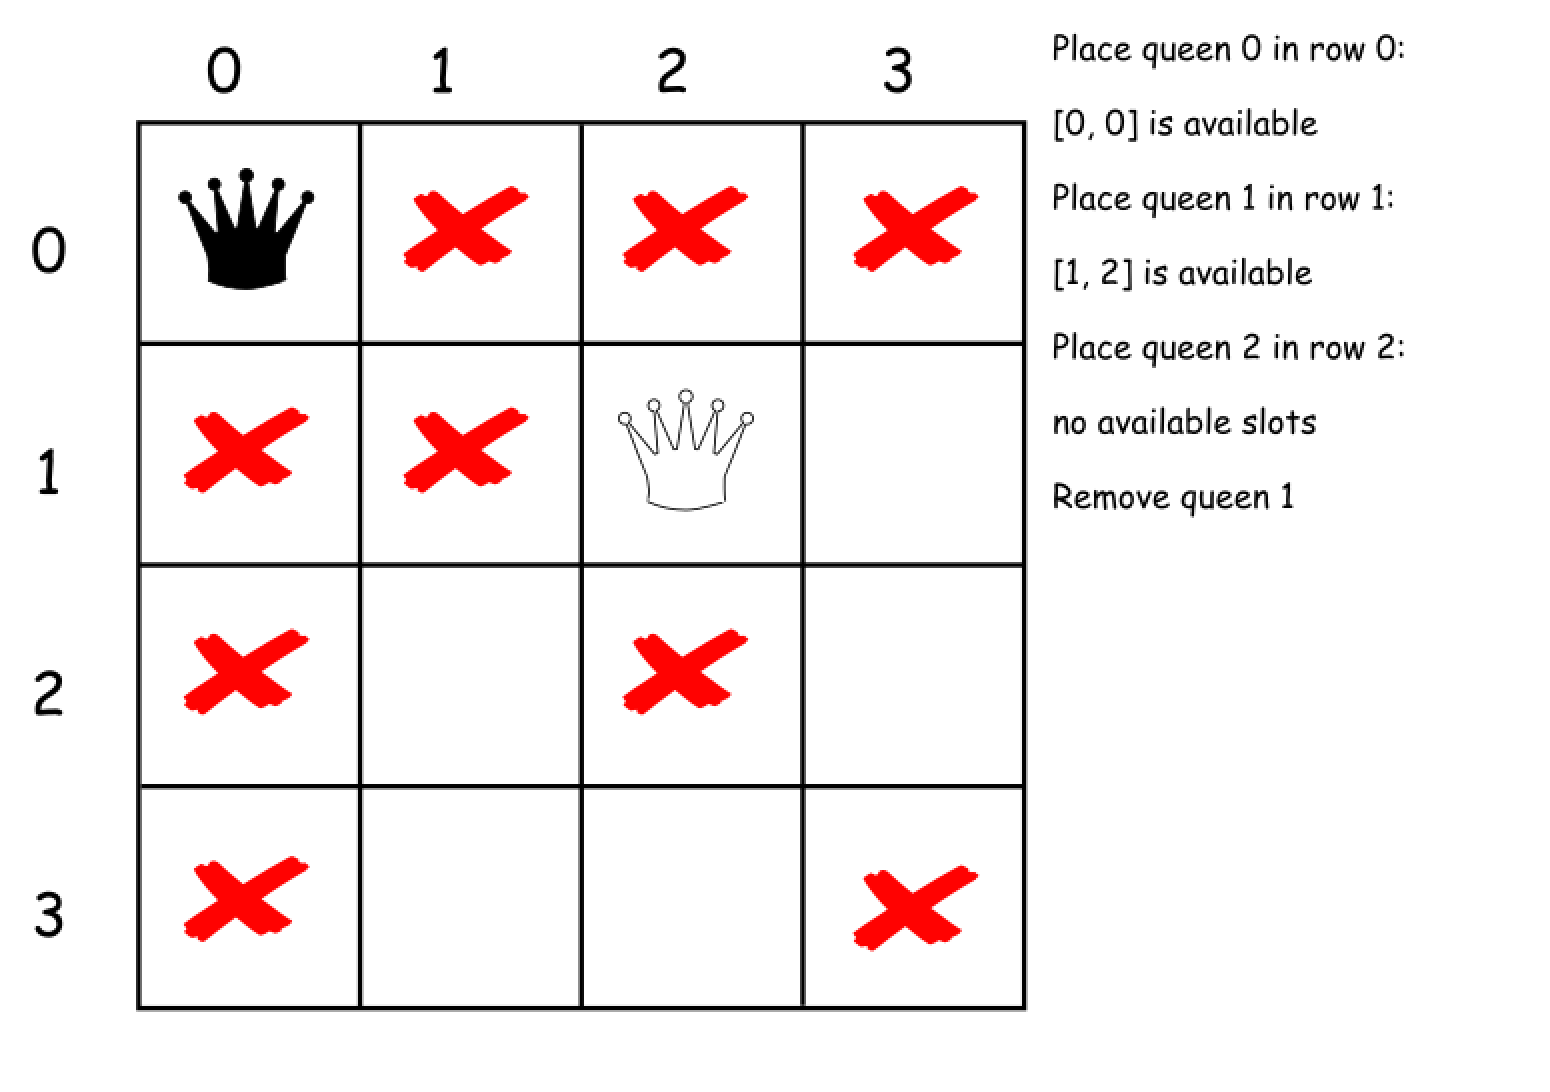 0 1 2 3
Place queen 0 in row 0:
[0, 0] is available
Place queen 1 in row 1:
[1, 2] is available
Place queen 2 in row 2:
no available slots
Remove queen 1
0
1
2
3